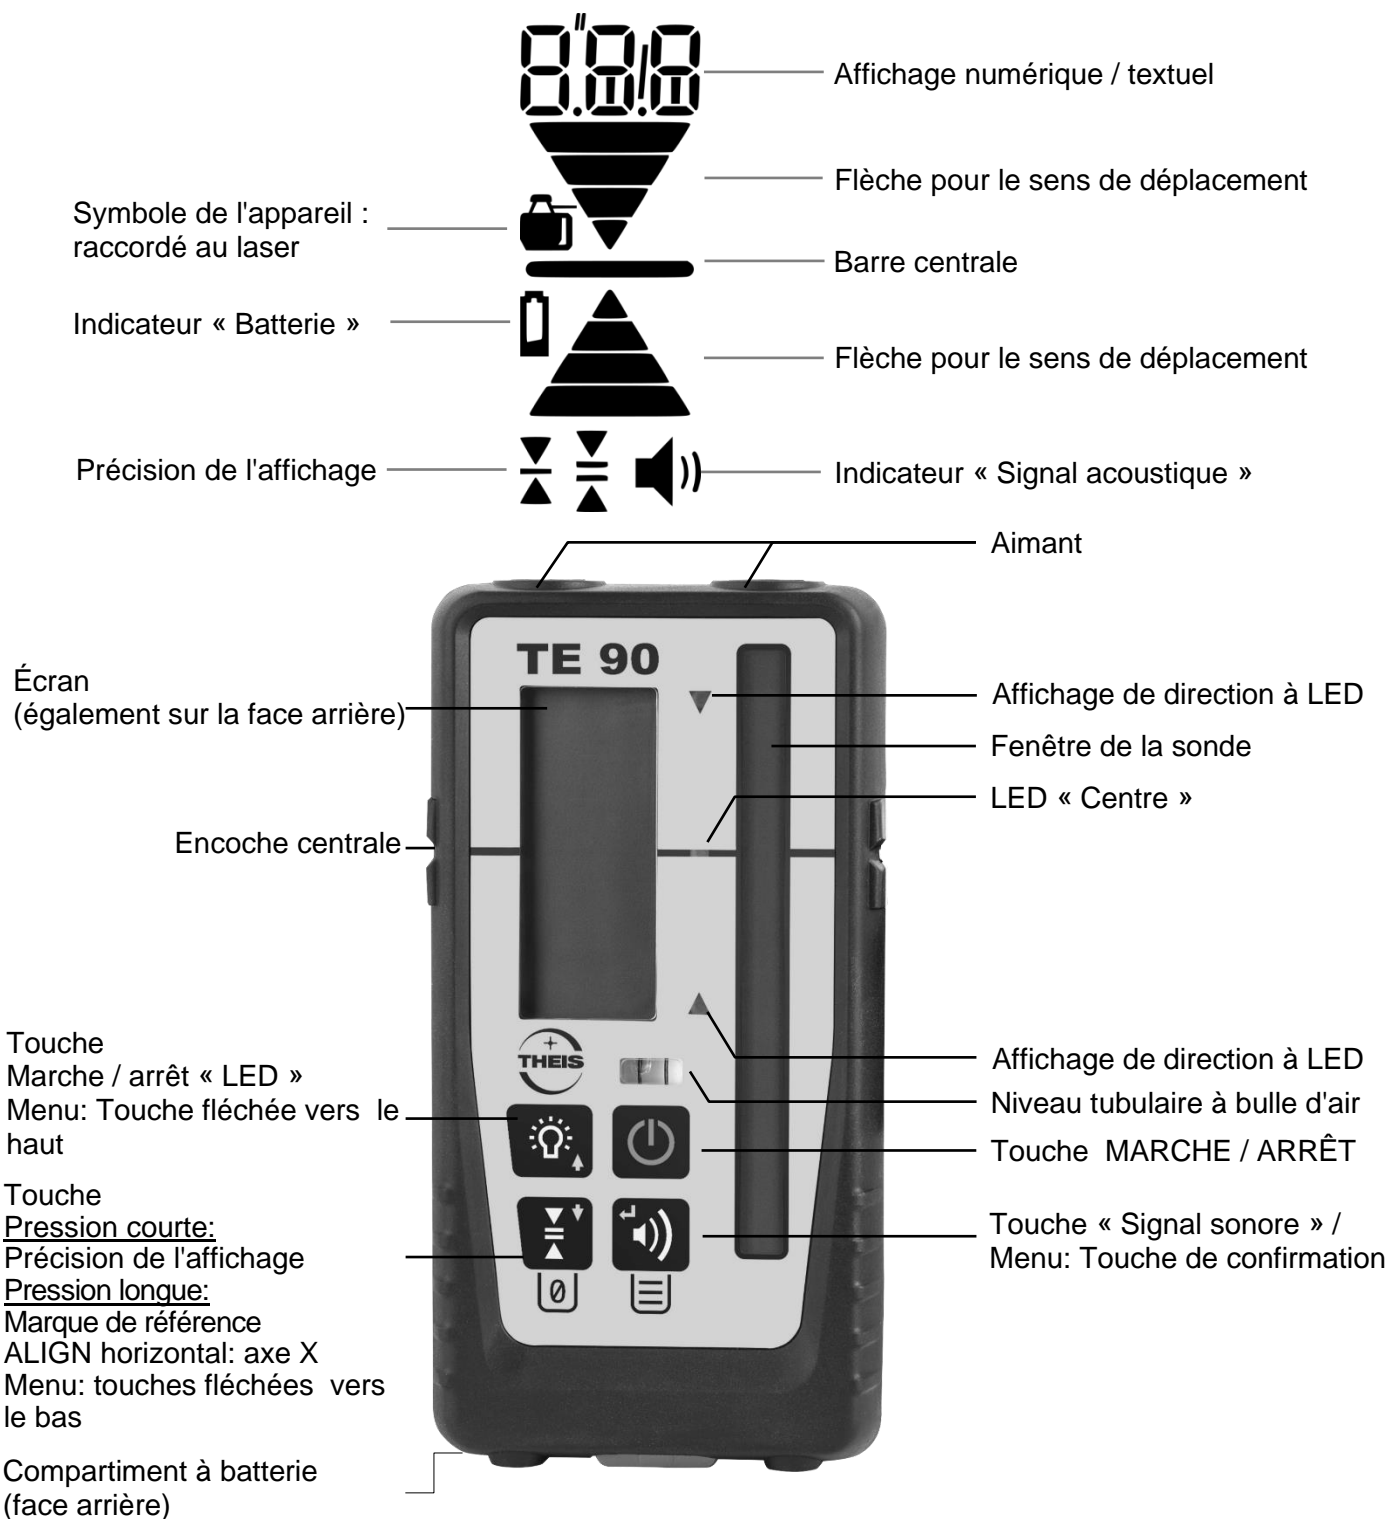 8.8.8
Affichage numérique / textuel
Flèche pour le sens de déplacement
Symbole de l'appareil :
raccordé au laser
Barre centrale
Indicateur « Batterie »
Flèche pour le sens de déplacement
Précision de l'affichage
Indicateur « Signal acoustique »
Aimant
TE 90
Écran
(également sur la face arrière)
Affichage de direction à LED
Fenêtre de la sonde
LED « Centre »
Encoche centrale
THEIS
Touche
Marche / arrêt « LED »
Menu: Touche fléchée vers le
haut
Affichage de direction à LED
Niveau tubulaire à bulle d'air
Touche MARCHE / ARRÊT
Touche
Pression courte:
Précision de l'affichage
Pression longue:
Marque de référence
ALIGN horizontal: axe X
Menu: touches fléchées vers
le bas
Touche « Signal sonore » /
Menu: Touche de confirmation
0
Compartiment à batterie
(face arrière)